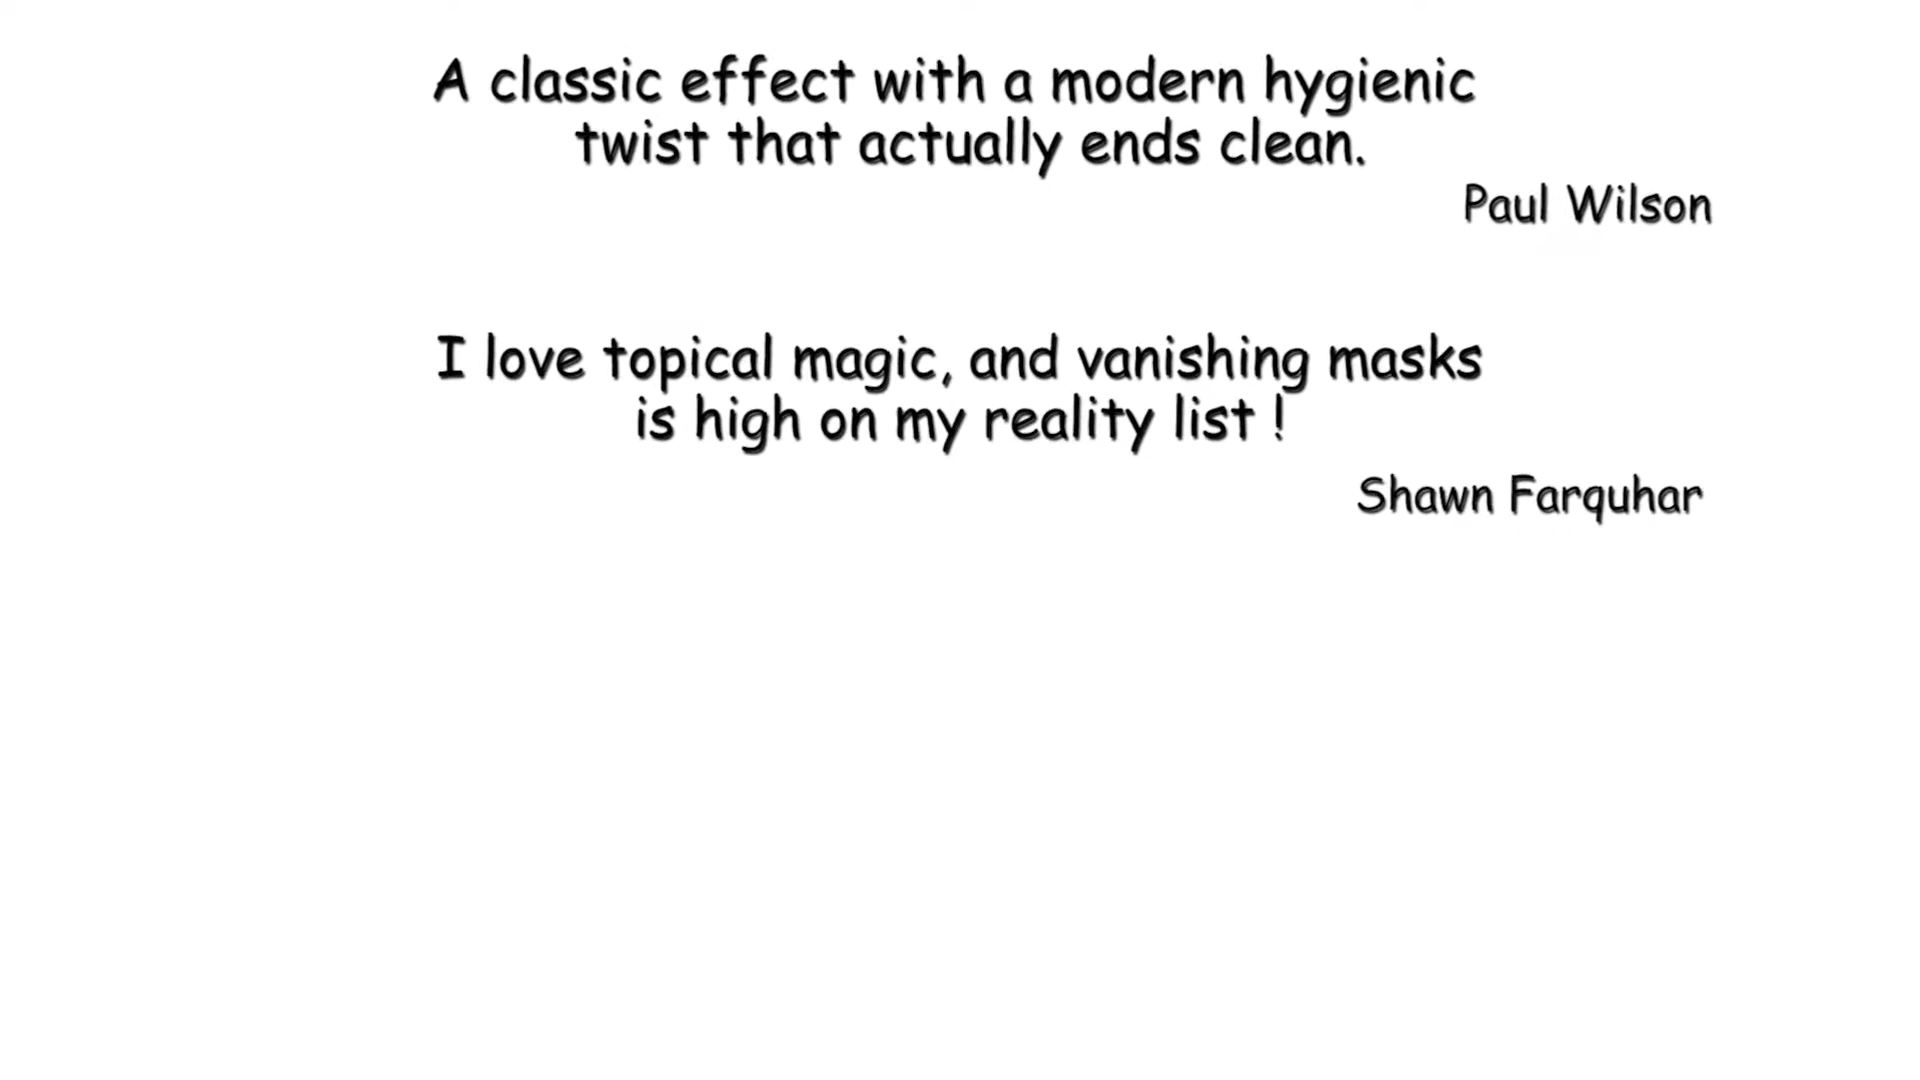 A classic effect with a modern hygienic
twist that actually ends clean.
Paul Wilson
I love topical magic, and vanishing masks
is high on my reality list !
Shawn Farquhar